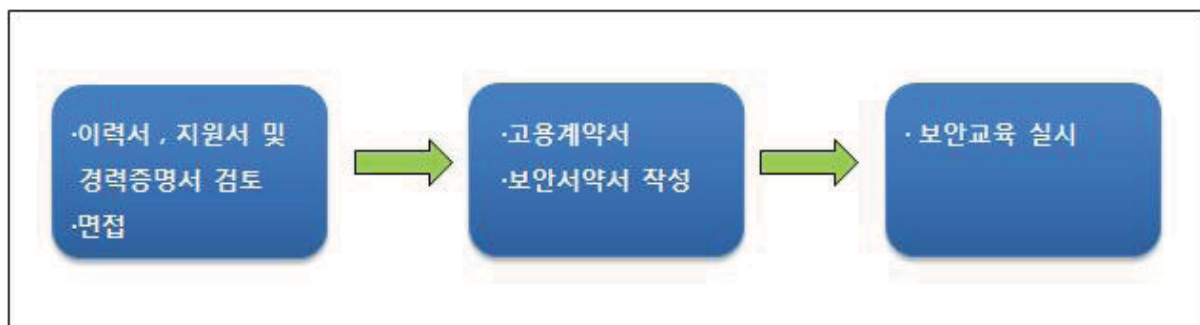 ·이력서 , 지원서 및
경력증명서 검토
·면접
·고용계약서
·보안서약서 작성
· 보안교육 실시